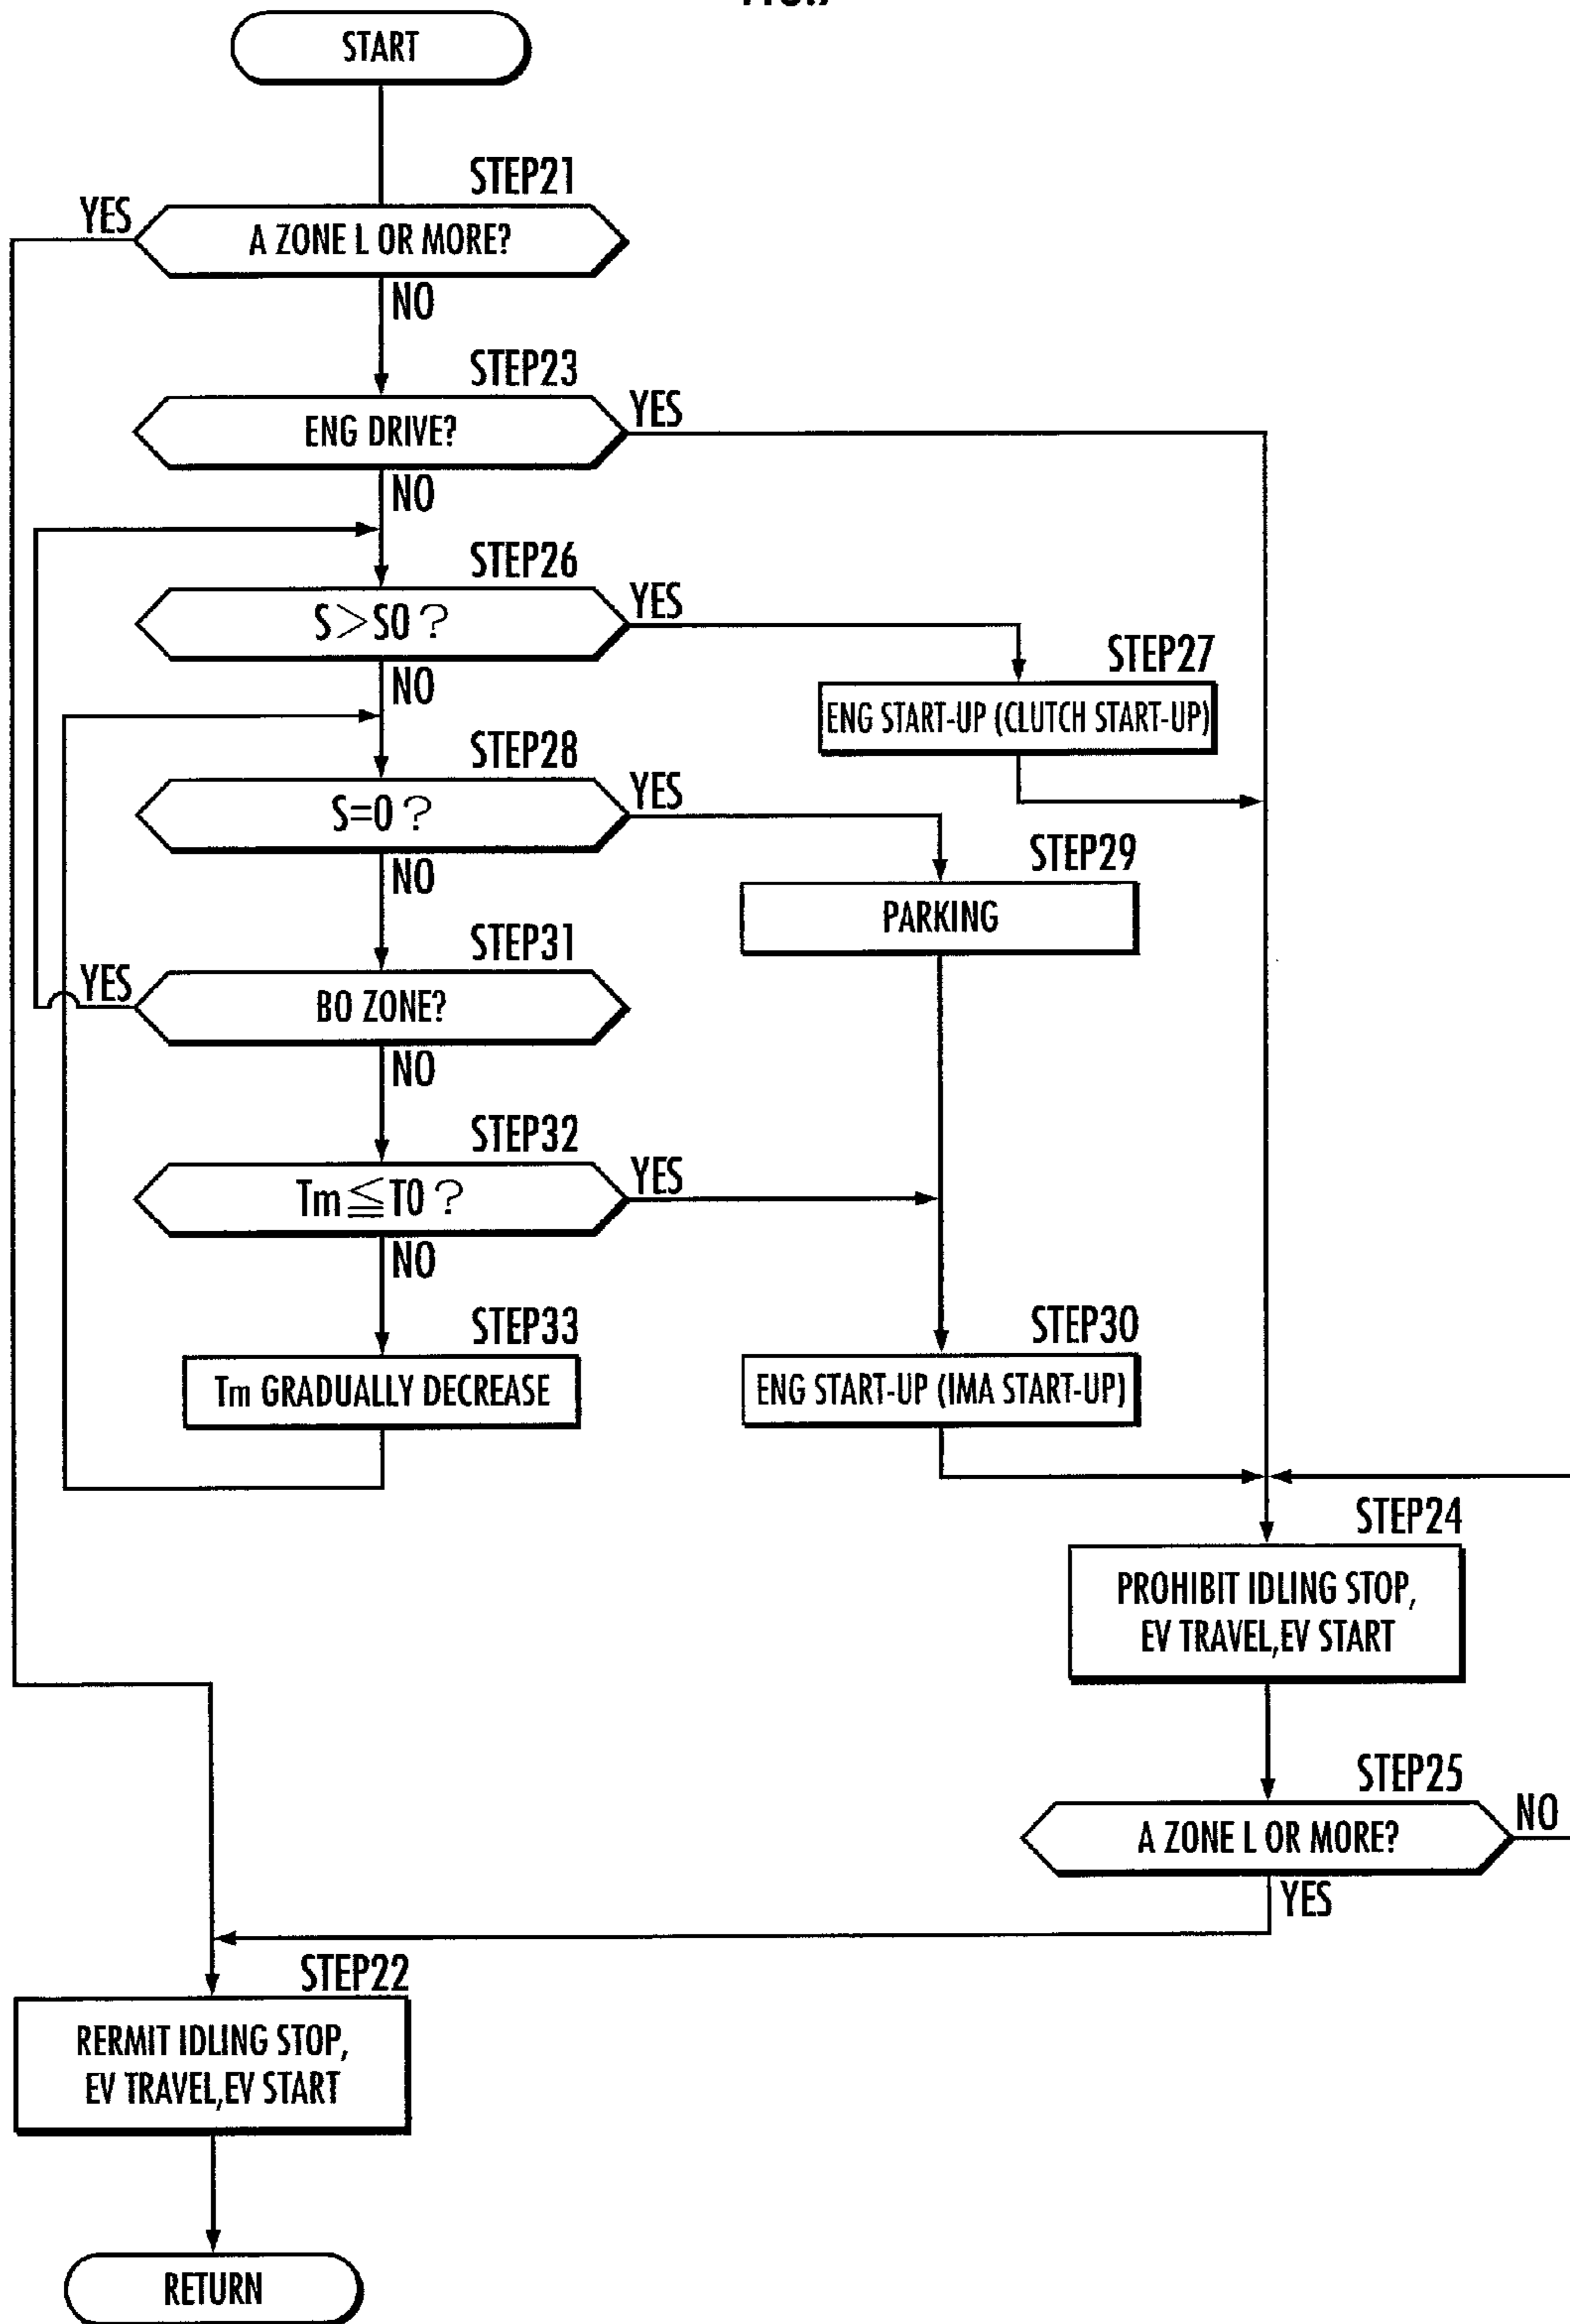 START
STEP21
YES
A ZONE L OR MORE?
NO
STEP23
YES
ENG DRIVE?
NO
STEP26
YES
S>S0?
STEP27
NO
ENG START-UP (CLUTCH START-UP)
STEP28
YES
S=0?
STEP29
NO
PARKING
STEP31
YES
B0 ZONE?
NO
STEP32
YES
Tm≦T0?
NO
STEP33
STEP30
Tm GRADUALLY DECREASE
ENG START-UP (IMA START-UP)
STEP24
PROHIBIT IDLING STOP,
EV TRAVEL,EV START
STEP25
NO
A ZONE L OR MORE?
YES
STEP22
RERMIT IDLING STOP,
EV TRAVEL,EV START
RETURN